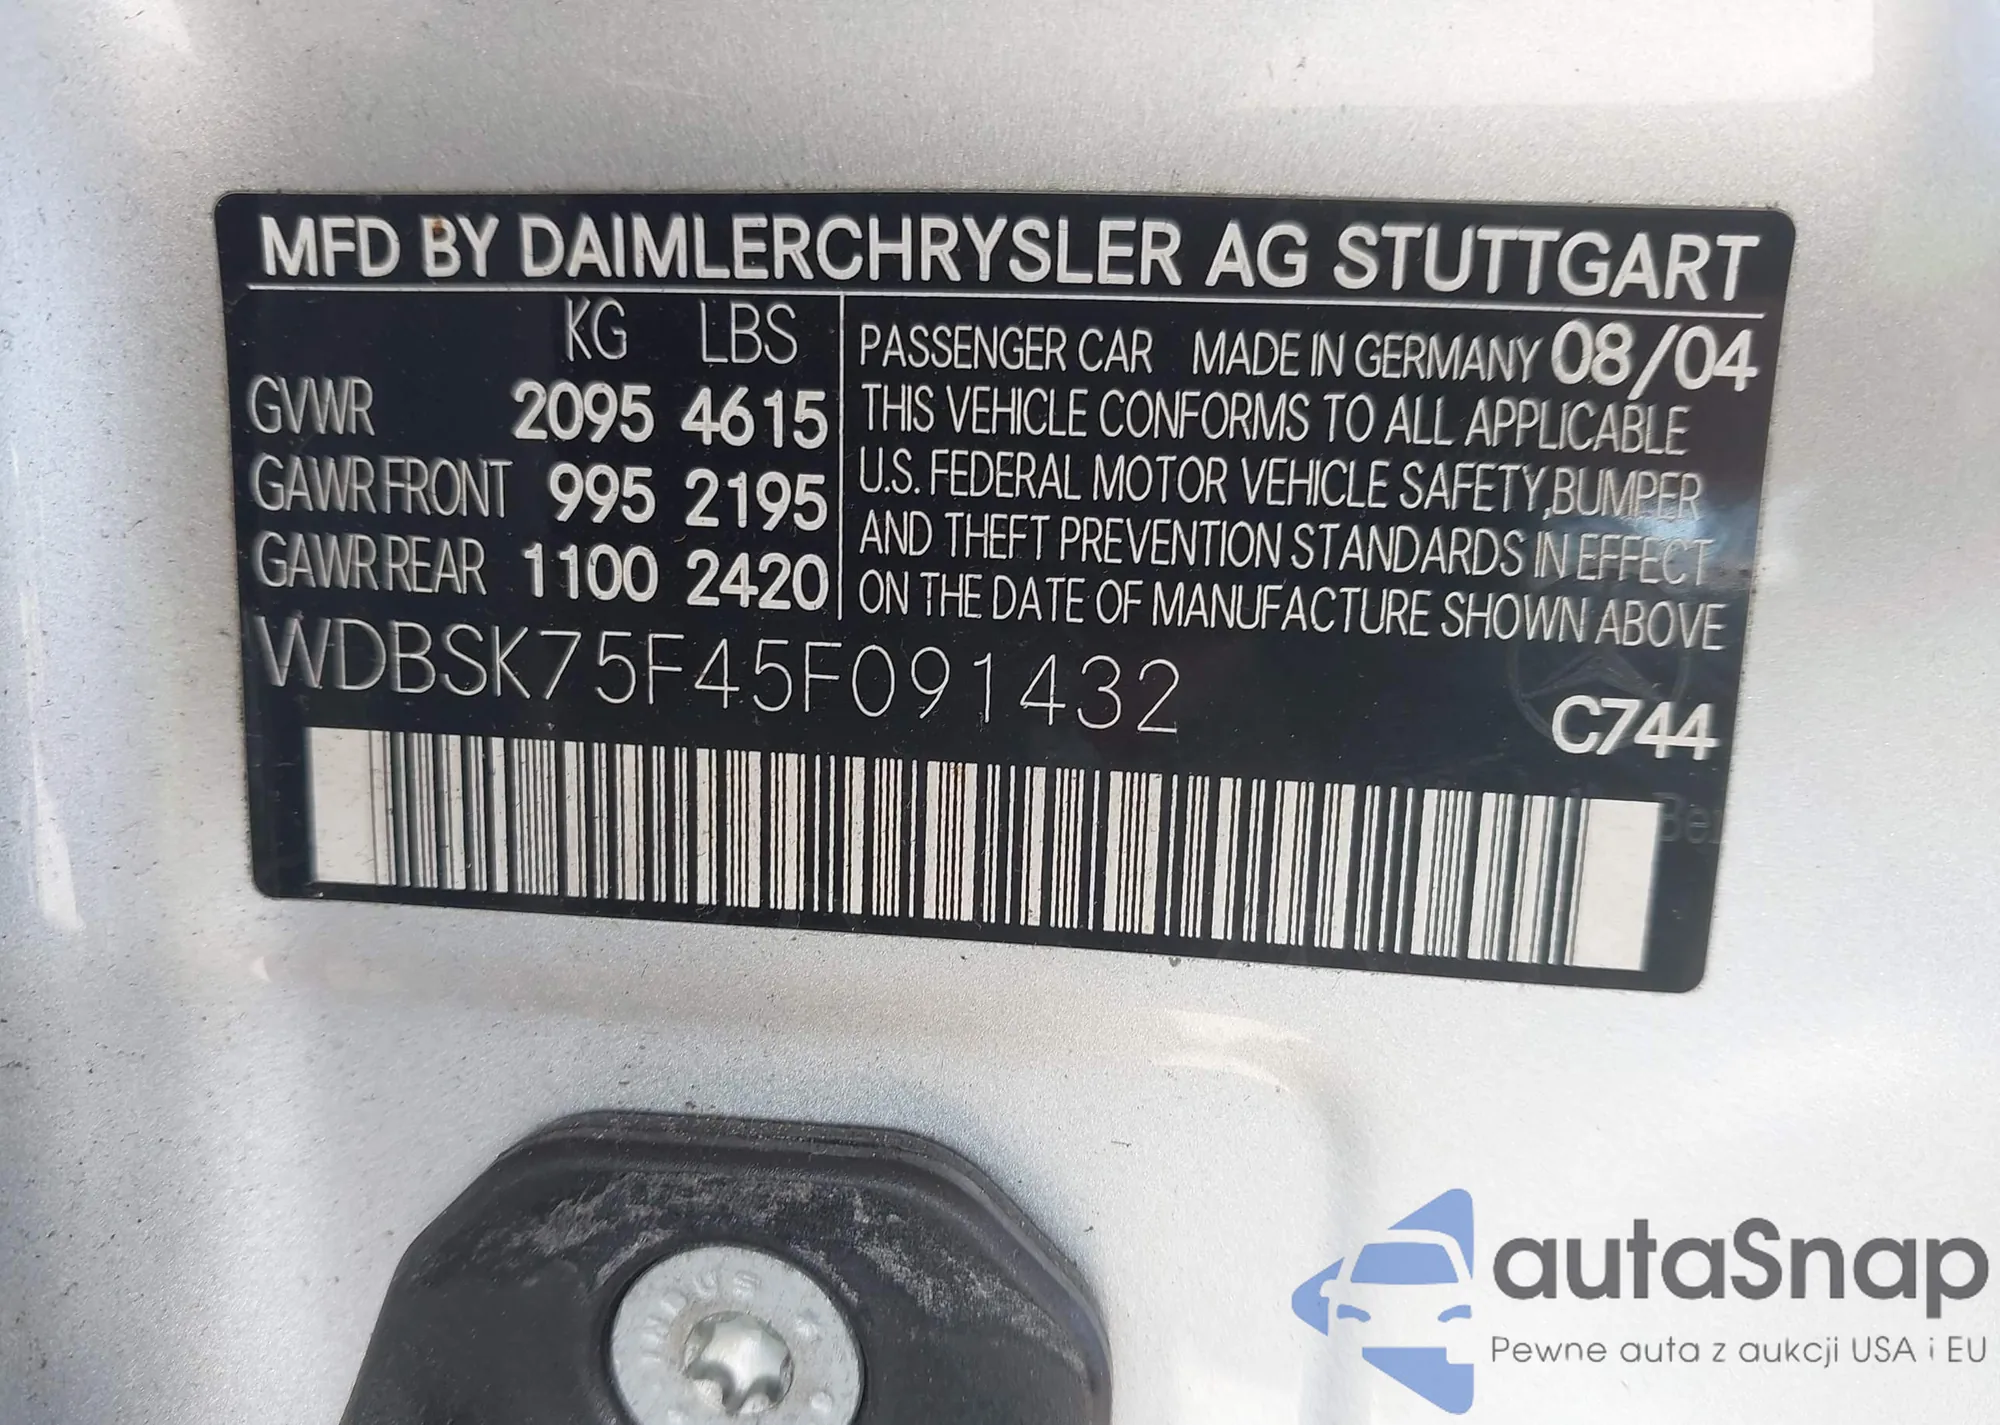 MFD BY DAIMLERCHRYSLER AG STUTTGART
KG LBS
GVWR 2095 4615
GAWR FRONT 995 2195
GAWR REAR 1100 2420
PASSENGER CAR MADE IN GERMANY 08/04
THIS VEHICLE CONFORMS TO ALL APPLICABLE
U.S. FEDERAL MOTOR VEHICLE SAFETY, BUMPER
AND THEFT PREVENTION STANDARDS IN EFFECT
ON THE DATE OF MANUFACTURE SHOWN ABOVE
WDBSK75F45F091432
C744
autaSnap
Pewne auta z aukcji USA i EU